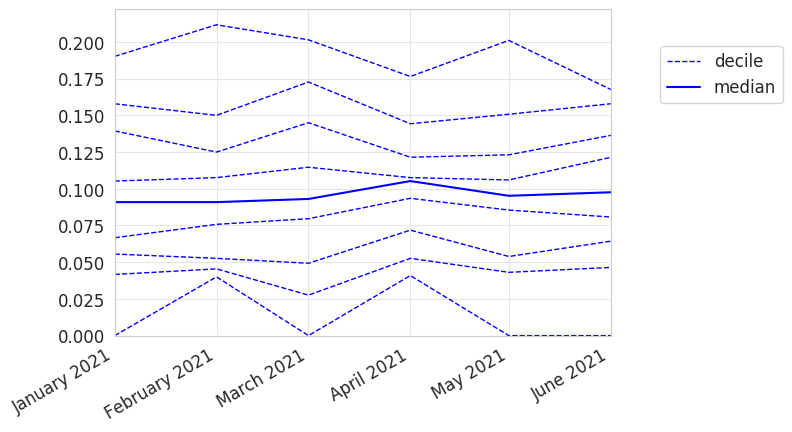 0.200
0.175
0.150
0.125
0.100
0.075
0.050
0.025
0.000
January 2021
February 2021
March 2021
April 2021
May 2021
June 2021
decile
median